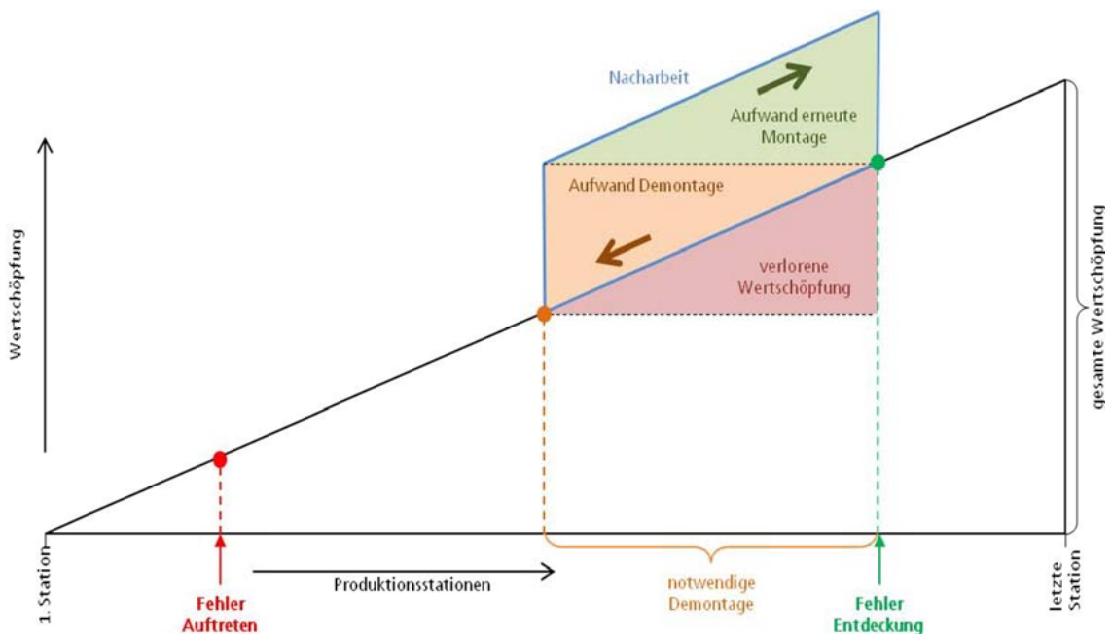 Nacharbeit
Aufwand erneute
Montage
Aufwand Demontage
verlorene
Wertschöpfung
Wertschöpfung
gesamte Wertschöpfung
1. Station
Produktionsstationen
letzte
Station
Fehler
Auftreten
notwendige
Demontage
Fehler
Entdeckung